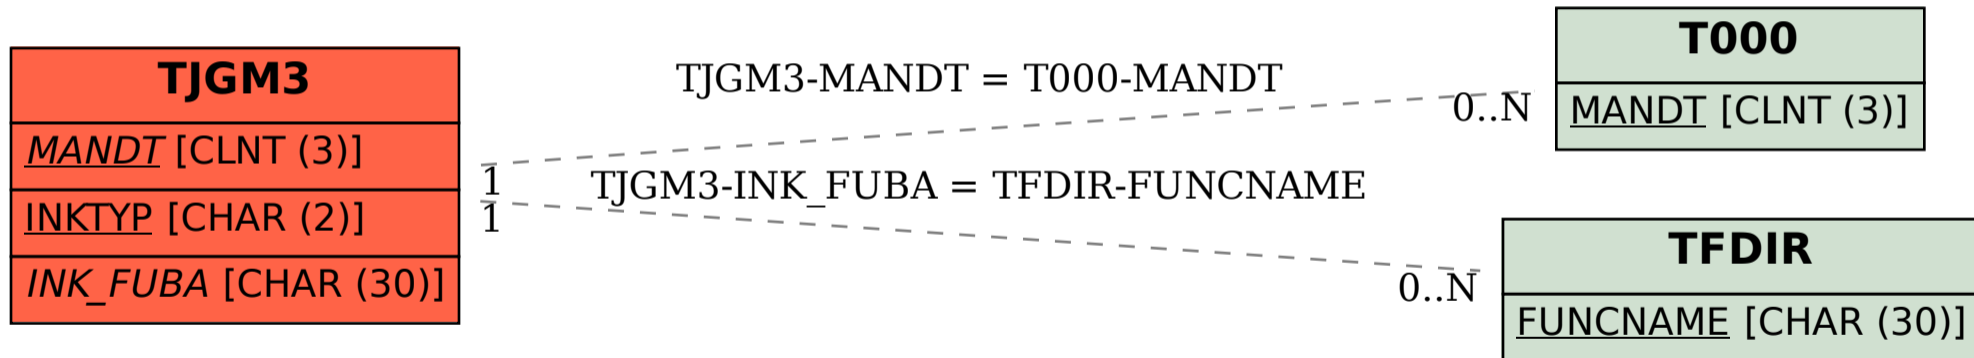 TJGM3
MANDT [CLNT (3)]
INKTYP [CHAR (2)]
INK_FUBA [CHAR (30)]
TJGM3-MANDT = T000-MANDT
0..N
1
TJGM3-INK_FUBA = TFDIR-FUNCNAME
1
0..N
T000
MANDT [CLNT (3)]
TFDIR
FUNCNAME [CHAR (30)]